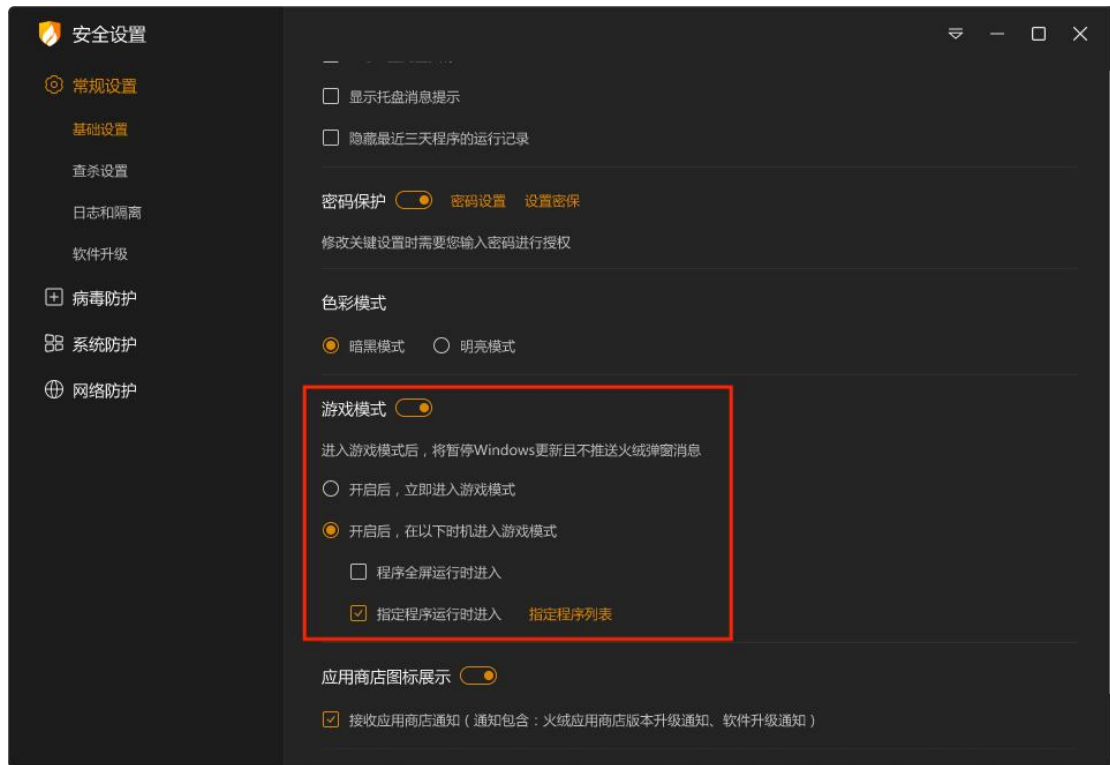 安全设置
常规设置
基础设置
查杀设置
日志和隔离
软件升级
病毒防护
系统防护
网络防护
显示托盘消息提示
隐藏最近三天程序的运行记录
密码保护 密码设置 设置密保
修改关键设置时需要您输入密码进行授权
色彩模式
暗黑模式 明亮模式
游戏模式
进入游戏模式后，将暂停Windows更新且不推送火绒弹窗消息
开启后，立即进入游戏模式
开启后，在以下时机进入游戏模式
程序全屏运行时进入
指定程序运行时进入 指定程序列表
应用商店图标展示
接收应用商店通知（通知包含：火绒应用商店版本升级通知、软件升级通知）